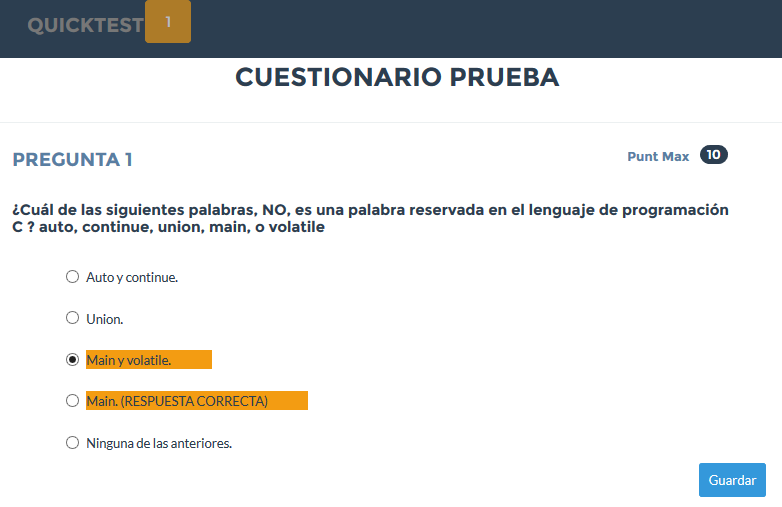 QUICKTEST 1
CUESTIONARIO PRUEBA
PREGUNTA 1
Punt Max 10
¿Cuál de las siguientes palabras, NO, es una palabra reservada en el lenguaje de programación
C ? auto, continue, union, main, o volatile
Auto y continue.
Union.
Main y volatile.
Main. (RESPUESTA CORRECTA)
Ninguna de las anteriores.
Guardar